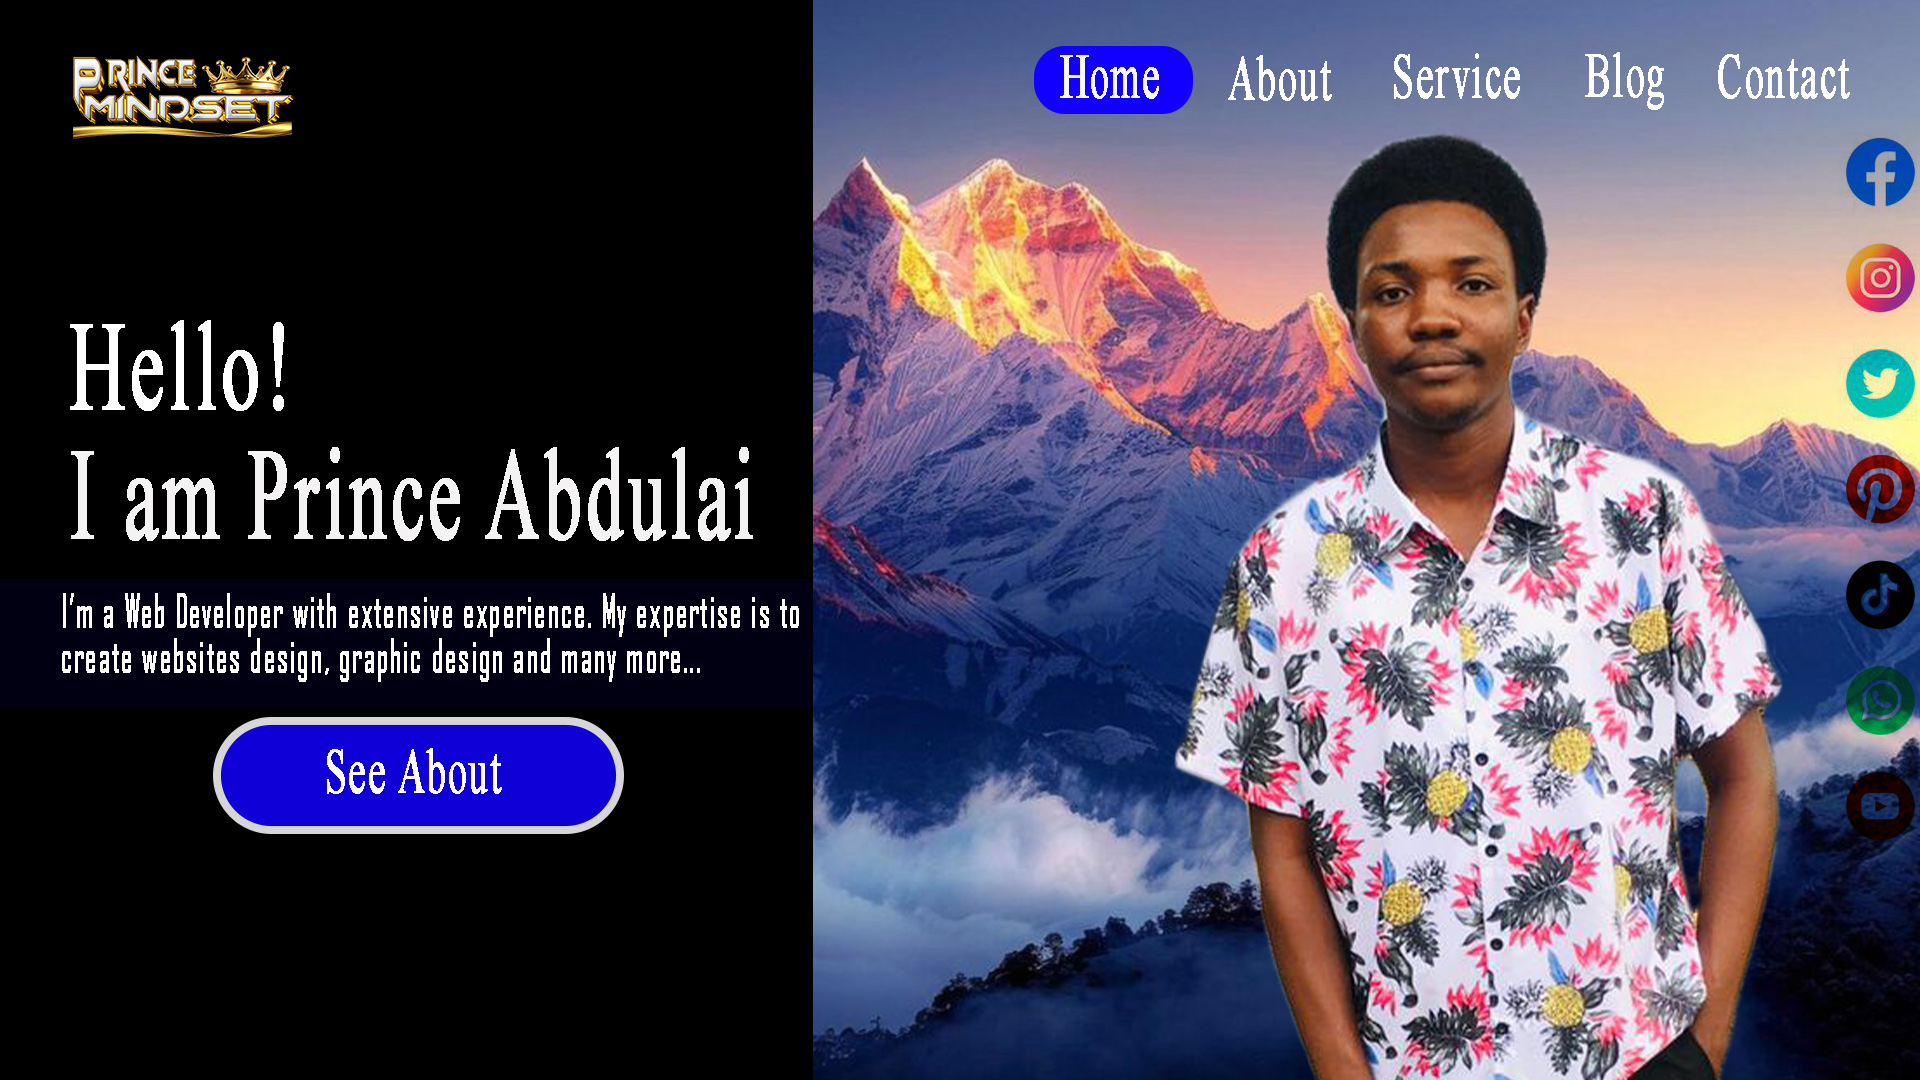 PRINCE
MINDSET
Home About Service Blog Contact
Hello!
I am Prince Abdulai
I'm a Web Developer with extensive experience. My expertise is to
create websites design, graphic design and many more...
See About